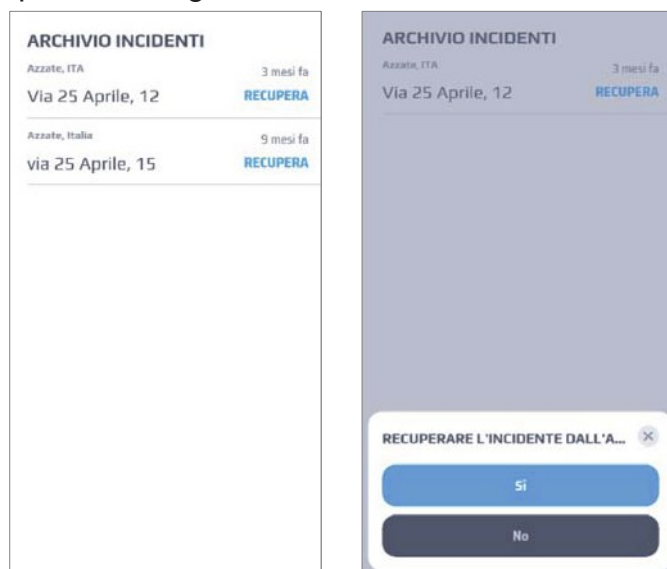 ARCHIVIO INCIDENTI
Azzate, ITA
3 mesi fa
Via 25 Aprile, 12
RECUPERA
Azzate, Italia
9 mesi fa
via 25 Aprile, 15
RECUPERA
ARCHIVIO INCIDENTI
Azzate, ITA
3 mesi fa
Via 25 Aprile, 12
RECUPERA
RECUPERARE L'INCIDENTE DALL'A...
Sì
No